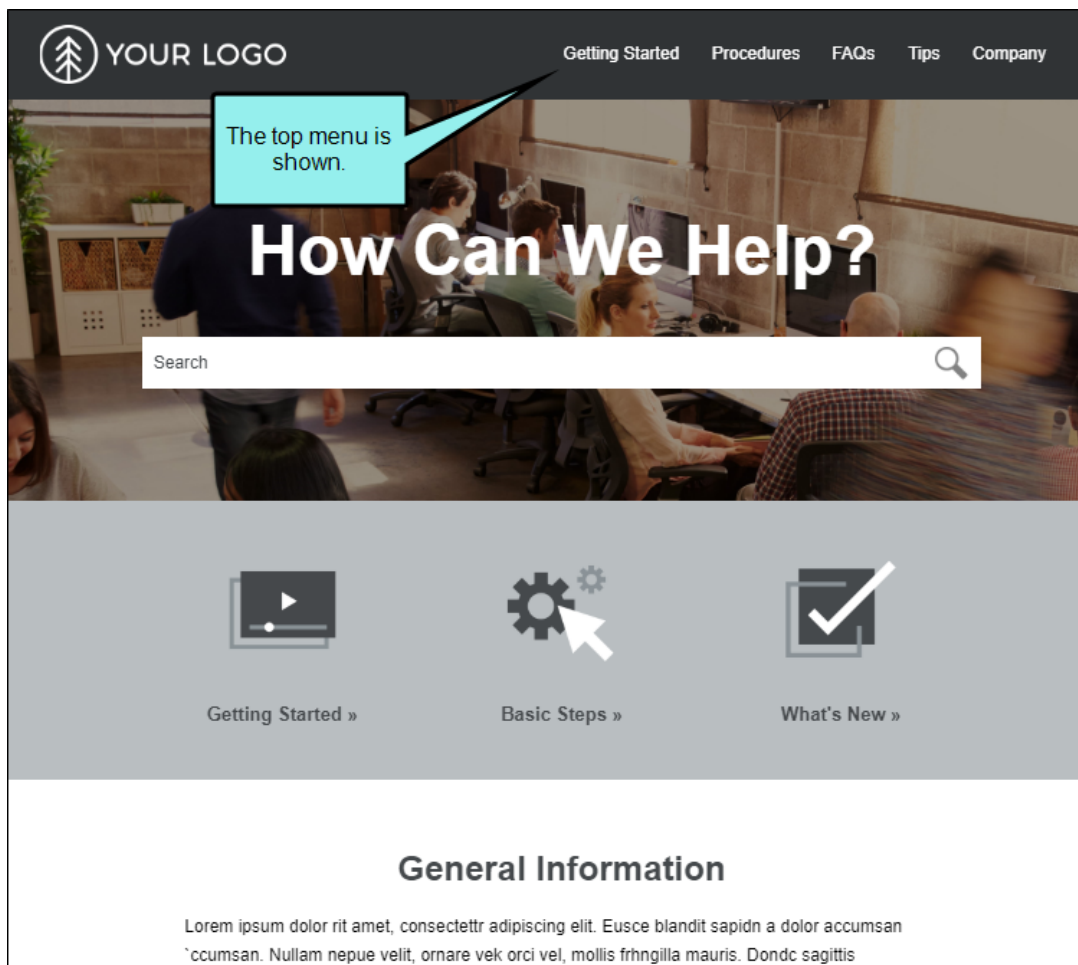 YOUR LOGO
Getting Started Procedures FAQs Tips Company
The top menu is
shown.
How Can We Help?
Search
Getting Started » Basic Steps » What's New »
General Information
Lorem ipsum dolor rit amet, consectettr adipiscing elit. Eusce blandit sapidn a dolor accumsan
`ccumsan. Nullam nepue velit, ornare vek orci vel, mollis frhngilla mauris. Dondc sagittis